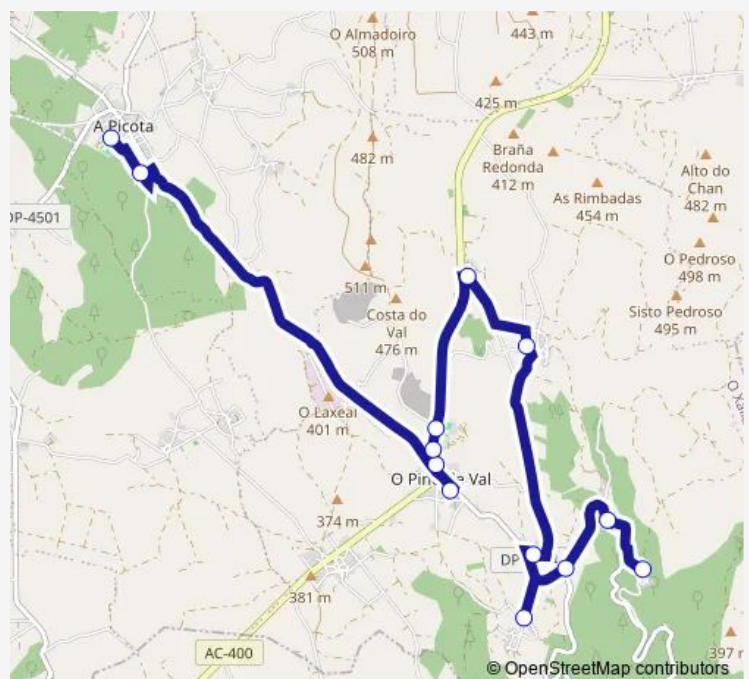 O Almadoiro
508 m
443 m
425 m
A Picota
482 m
Braña
Redonda
412 m
As Rimbadas
454 m
Alto do
Chan
482 m
DP-4501
O Pedroso
498 m
511 m
Costa do
Val
476 m
Sisto Pedroso
495 m
O Laxeal
401 m
O Pino de Val
374 m
DP
381 m
AC-400
397 m
© OpenStreetMap contributors